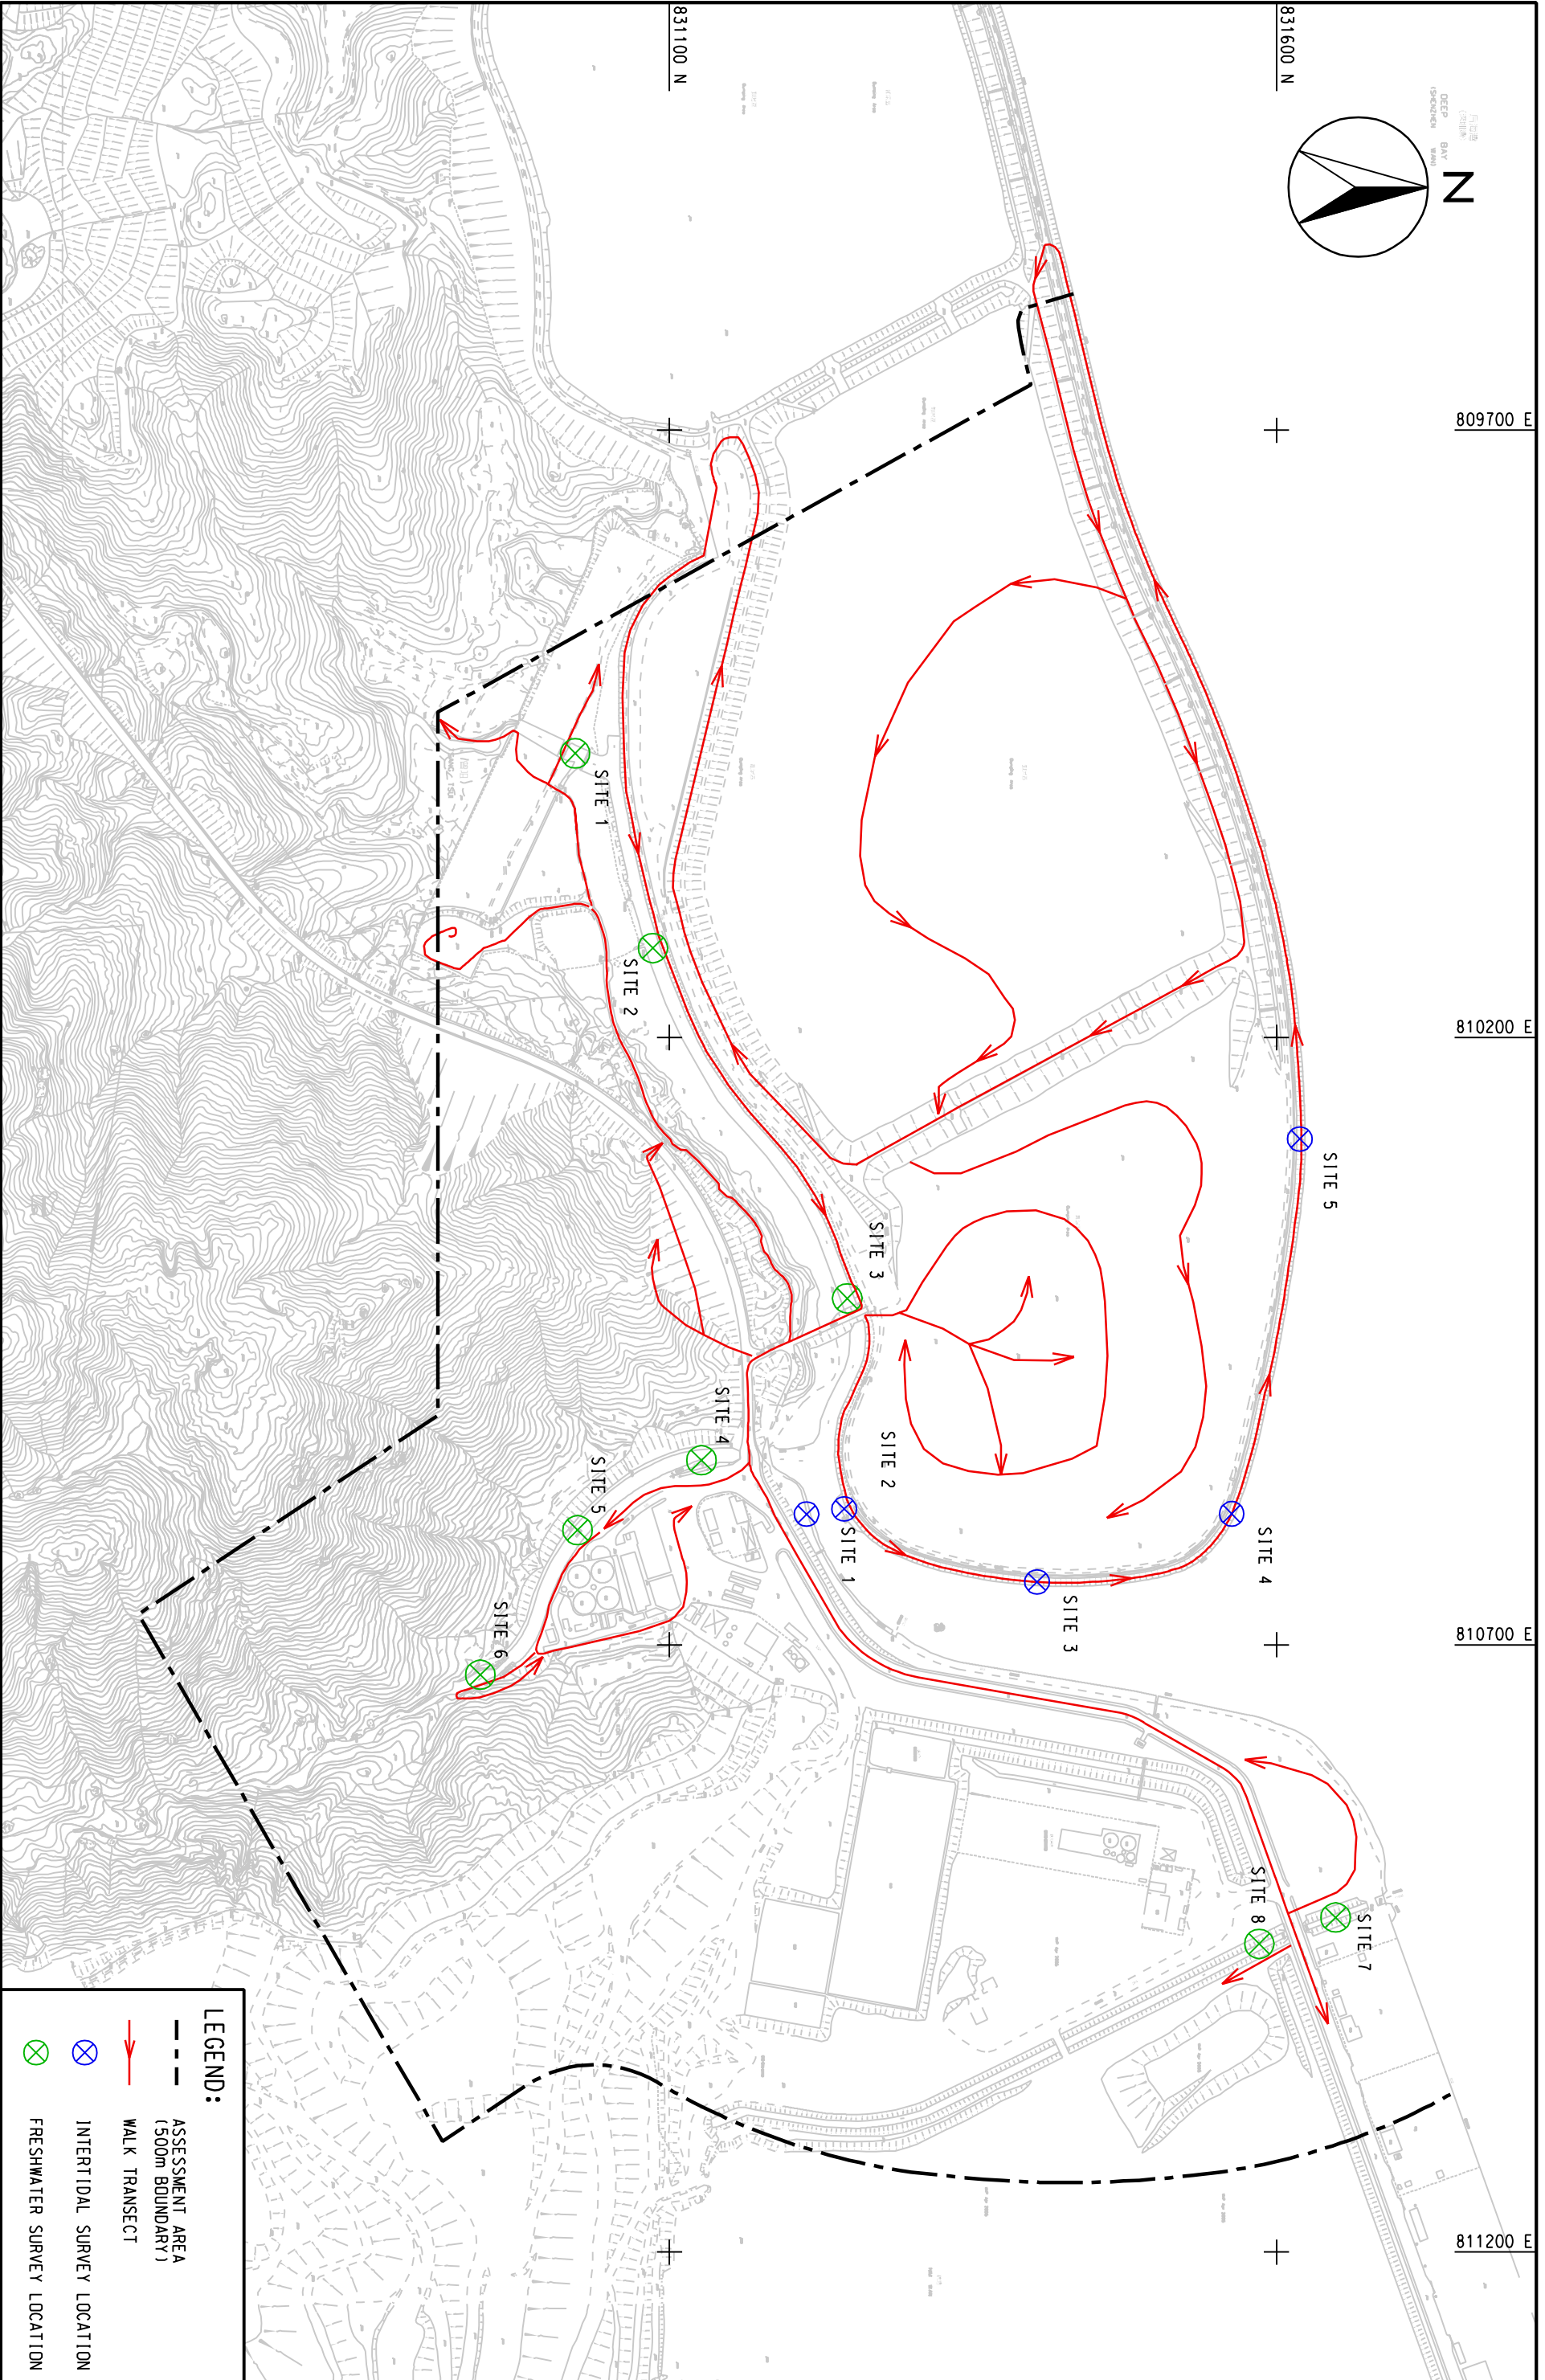 831100 N
831600 N
DEEP BAY
(SHENZHEN WAN)
N
809700 E
810200 E
810700 E
811200 E
SITE 1
SITE 2
SITE 3
SITE 4
SITE 5
SITE 6
SITE 7
SITE 8
SITE 1
SITE 2
SITE 3
SITE 4
SITE 5
LEGEND:
ASSESSMENT AREA
(500m BOUNDARY)
WALK TRANSECT
INTERTIDAL SURVEY LOCATION
FRESHWATER SURVEY LOCATION